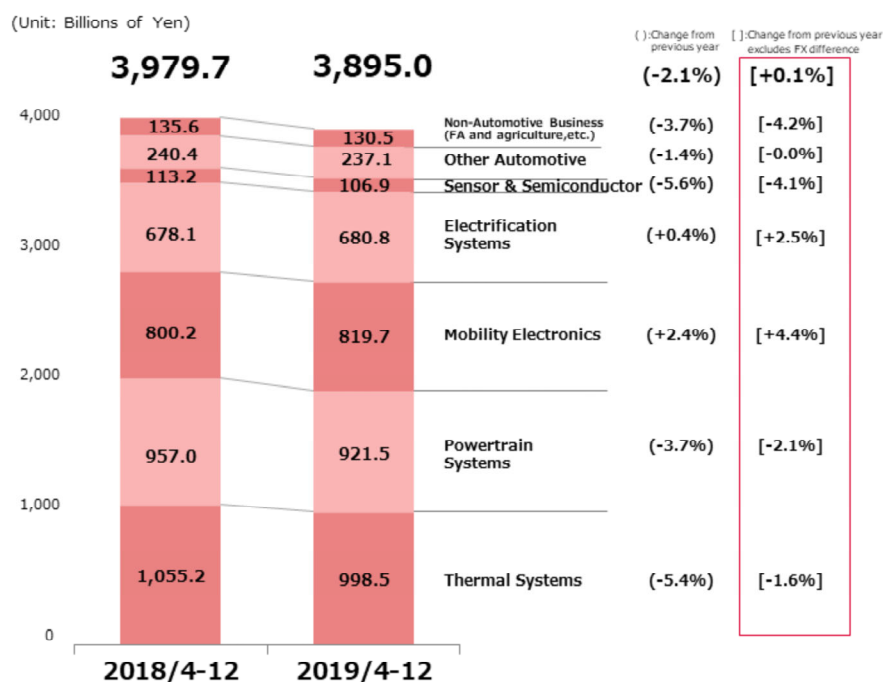 (Unit: Billions of Yen)
( ):Change from previous year
[ ]:Change from previous year excludes FX difference
3,979.7 3,895.0 (-2.1%) [+0.1%]
4,000
135.6 130.5 Non-Automotive Business (FA and agriculture,etc.) (-3.7%) [-4.2%]
240.4 237.1 Other Automotive (-1.4%) [-0.0%]
113.2 106.9 Sensor & Semiconductor (-5.6%) [-4.1%]
678.1 680.8 Electrification Systems (+0.4%) [+2.5%]
3,000
800.2 819.7 Mobility Electronics (+2.4%) [+4.4%]
2,000
957.0 921.5 Powertrain Systems (-3.7%) [-2.1%]
1,000
1,055.2 998.5 Thermal Systems (-5.4%) [-1.6%]
0
2018/4-12 2019/4-12